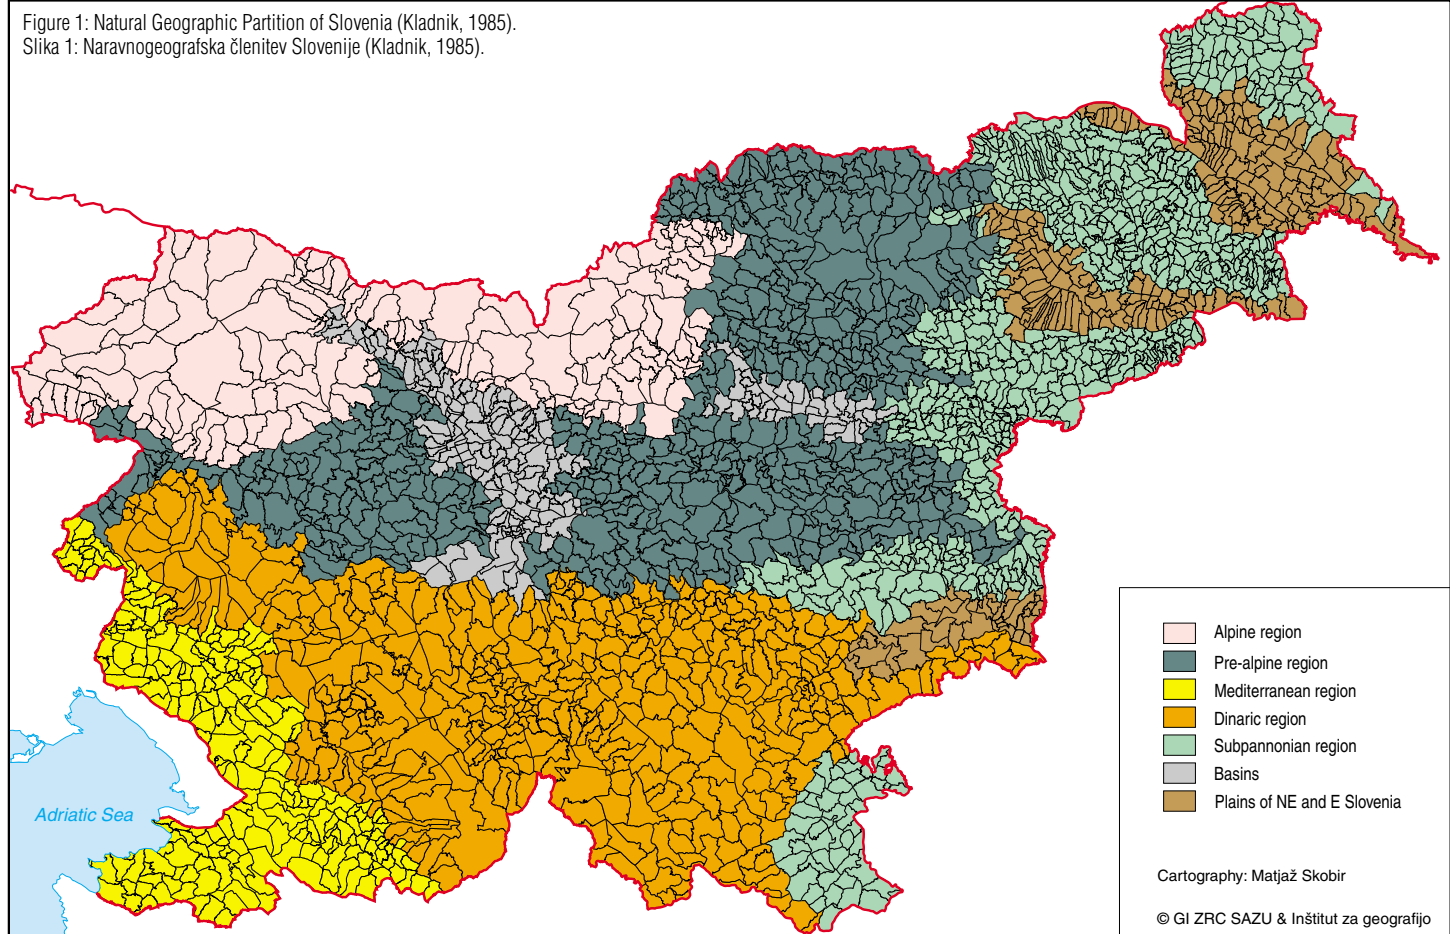 Figure 1: Natural Geographic Partition of Slovenia (Kladnik, 1985).
Slika 1: Naravnogeografska členitev Slovenije (Kladnik, 1985).
Adriatic Sea
Alpine region
Pre-alpine region
Mediterranean region
Dinaric region
Subpannonian region
Basins
Plains of NE and E Slovenia
Cartography: Matjaž Skobir
© GI ZRC SAZU & Inštitut za geografijo